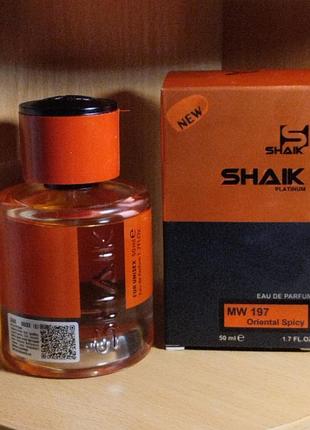 SHAIK
FOR UNISEX 50ml ℮
NEW
S
SHAIK
SHAIK
PLATINUM
EAU DE PARFUM
MW 197
Oriental Spicy
50 ml ℮ 1.7 FL.OZ